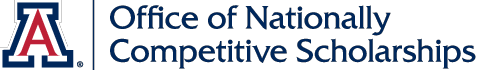 A®
Office of Nationally
Competitive Scholarships